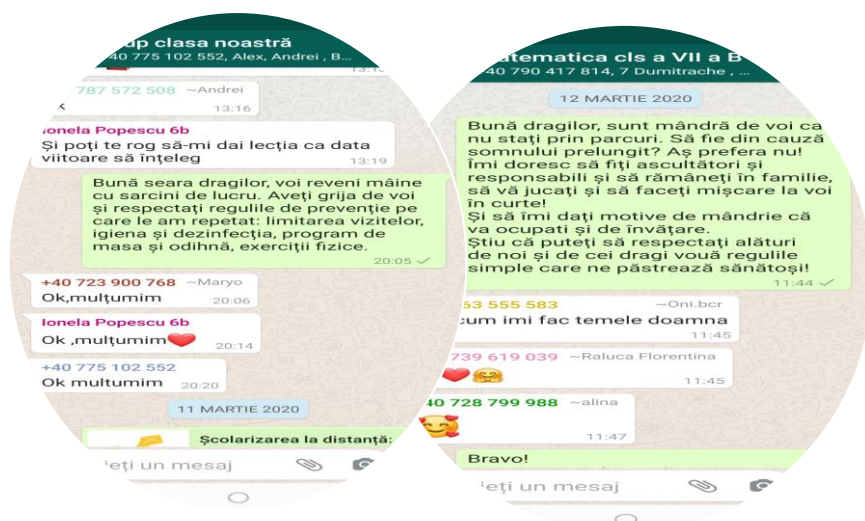 up clasa noastră
40 775 102 552, Alex, Andrei , B...
787 572 508 ~Andrei
13:16
Ionela Popescu 6b
Și poți te rog să-mi dai lecția ca data
viitoare să înțeleg
13:19
Bună seara dragilor, voi reveni mâine
cu sarcini de lucru. Aveți grija de voi
și respectați regulile de prevenție pe
care le am repetat: limitarea vizitelor,
igiena și dezinfecția, program de
masa și odihnă, exerciții fizice.
20:05
+40 723 900 768 ~Maryo
Ok,mulțumim 20:06
Ionela Popescu 6b
Ok ,mulțumim❤️ 20:14
+40 775 102 552
Ok multumim 20:20
11 MARTIE 2020
Școlarizarea la distanță:
ieți un mesaj
tematica cls a VII a B
40 790 417 814, 7 Dumitrache , ...
12 MARTIE 2020
Bună dragilor, sunt mândră de voi ca
nu stați prin parcuri. Să fie din cauză
somnului prelungit? Aș prefera nu!
Îmi doresc să fiți ascultători și
responsabili și să rămâneți în familie,
să vă jucați și să faceți mișcare la voi
în curte!
Și să îmi dați motive de mândrie că
va ocupati și de învățare.
Știu că puteți să respectați alături
de noi și de cei dragi vouă regulile
simple care ne păstrează sănătoși!
11:44
63 555 583 ~Oni.bcr
cum imi fac temele doamna
11:45
739 619 039 ~Raluca Florentina
❤️🤗
11:45
40 728 799 988 ~alina
🥰
11:47
Bravo!
ieți un mesaj